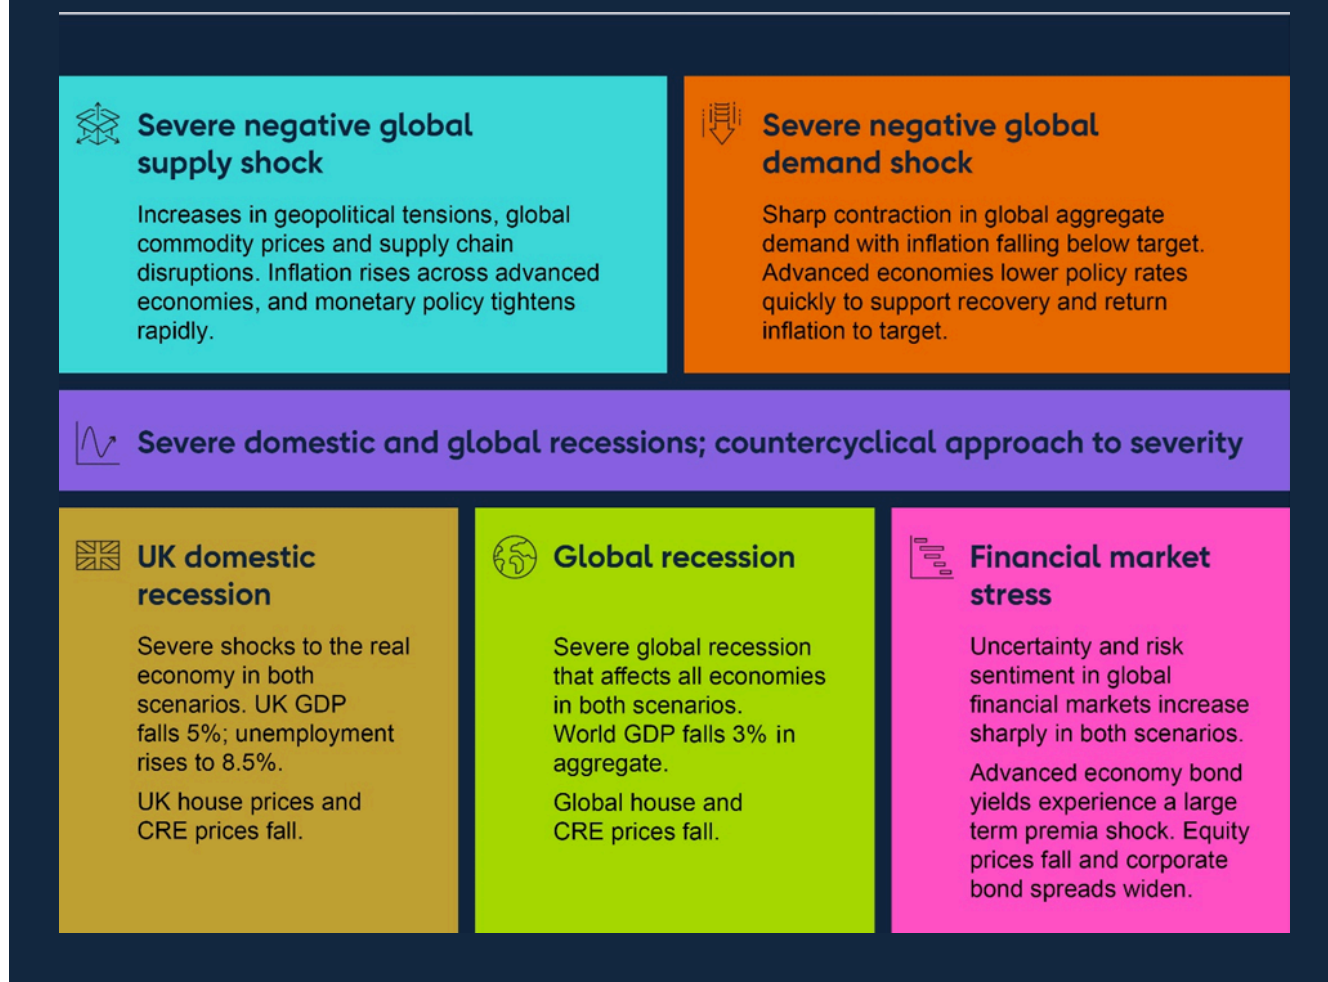 Severe negative global
supply shock
Increases in geopolitical tensions, global
commodity prices and supply chain
disruptions. Inflation rises across advanced
economies, and monetary policy tightens
rapidly.
Severe negative global
demand shock
Sharp contraction in global aggregate
demand with inflation falling below target.
Advanced economies lower policy rates
quickly to support recovery and return
inflation to target.
Severe domestic and global recessions; countercyclical approach to severity
UK domestic
recession
Severe shocks to the real
economy in both
scenarios. UK GDP
falls 5%; unemployment
rises to 8.5%.
UK house prices and
CRE prices fall.
Global recession
Severe global recession
that affects all economies
in both scenarios.
World GDP falls 3% in
aggregate.
Global house and
CRE prices fall.
Financial market
stress
Uncertainty and risk
sentiment in global
financial markets increase
sharply in both scenarios.
Advanced economy bond
yields experience a large
term premia shock. Equity
prices fall and corporate
bond spreads widen.